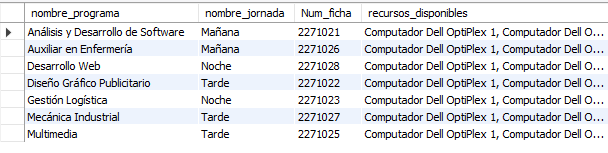 nombre_programa nombre_jornada Num_ficha recursos_disponibles
Análisis y Desarrollo de Software Mañana 2271021 Computador Dell OptiPlex 1, Computador Dell O...
Auxiliar en Enfermería Mañana 2271026 Computador Dell OptiPlex 1, Computador Dell O...
Desarrollo Web Noche 2271028 Computador Dell OptiPlex 1, Computador Dell O...
Diseño Gráfico Publicitario Tarde 2271022 Computador Dell OptiPlex 1, Computador Dell O...
Gestión Logística Noche 2271023 Computador Dell OptiPlex 1, Computador Dell O...
Mecánica Industrial Tarde 2271027 Computador Dell OptiPlex 1, Computador Dell O...
Multimedia Tarde 2271025 Computador Dell OptiPlex 1, Computador Dell O...